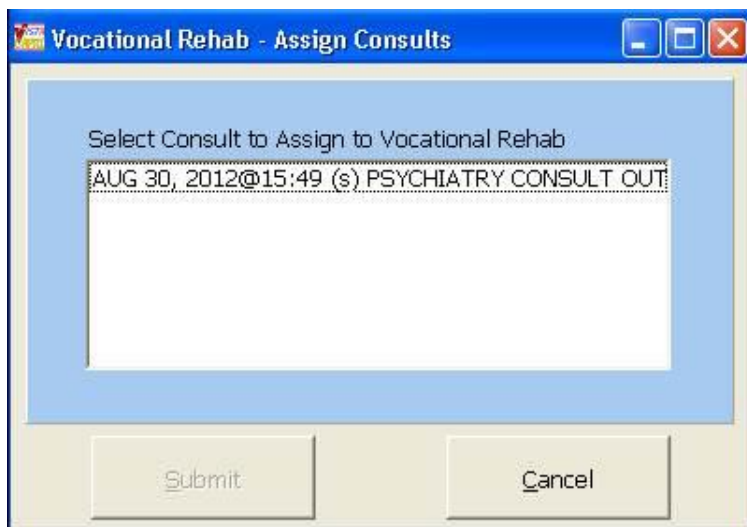 Vocational Rehab - Assign Consults
Select Consult to Assign to Vocational Rehab
AUG 30, 2012@15:49 (s) PSYCHIATRY CONSULT OUT
Submit Cancel